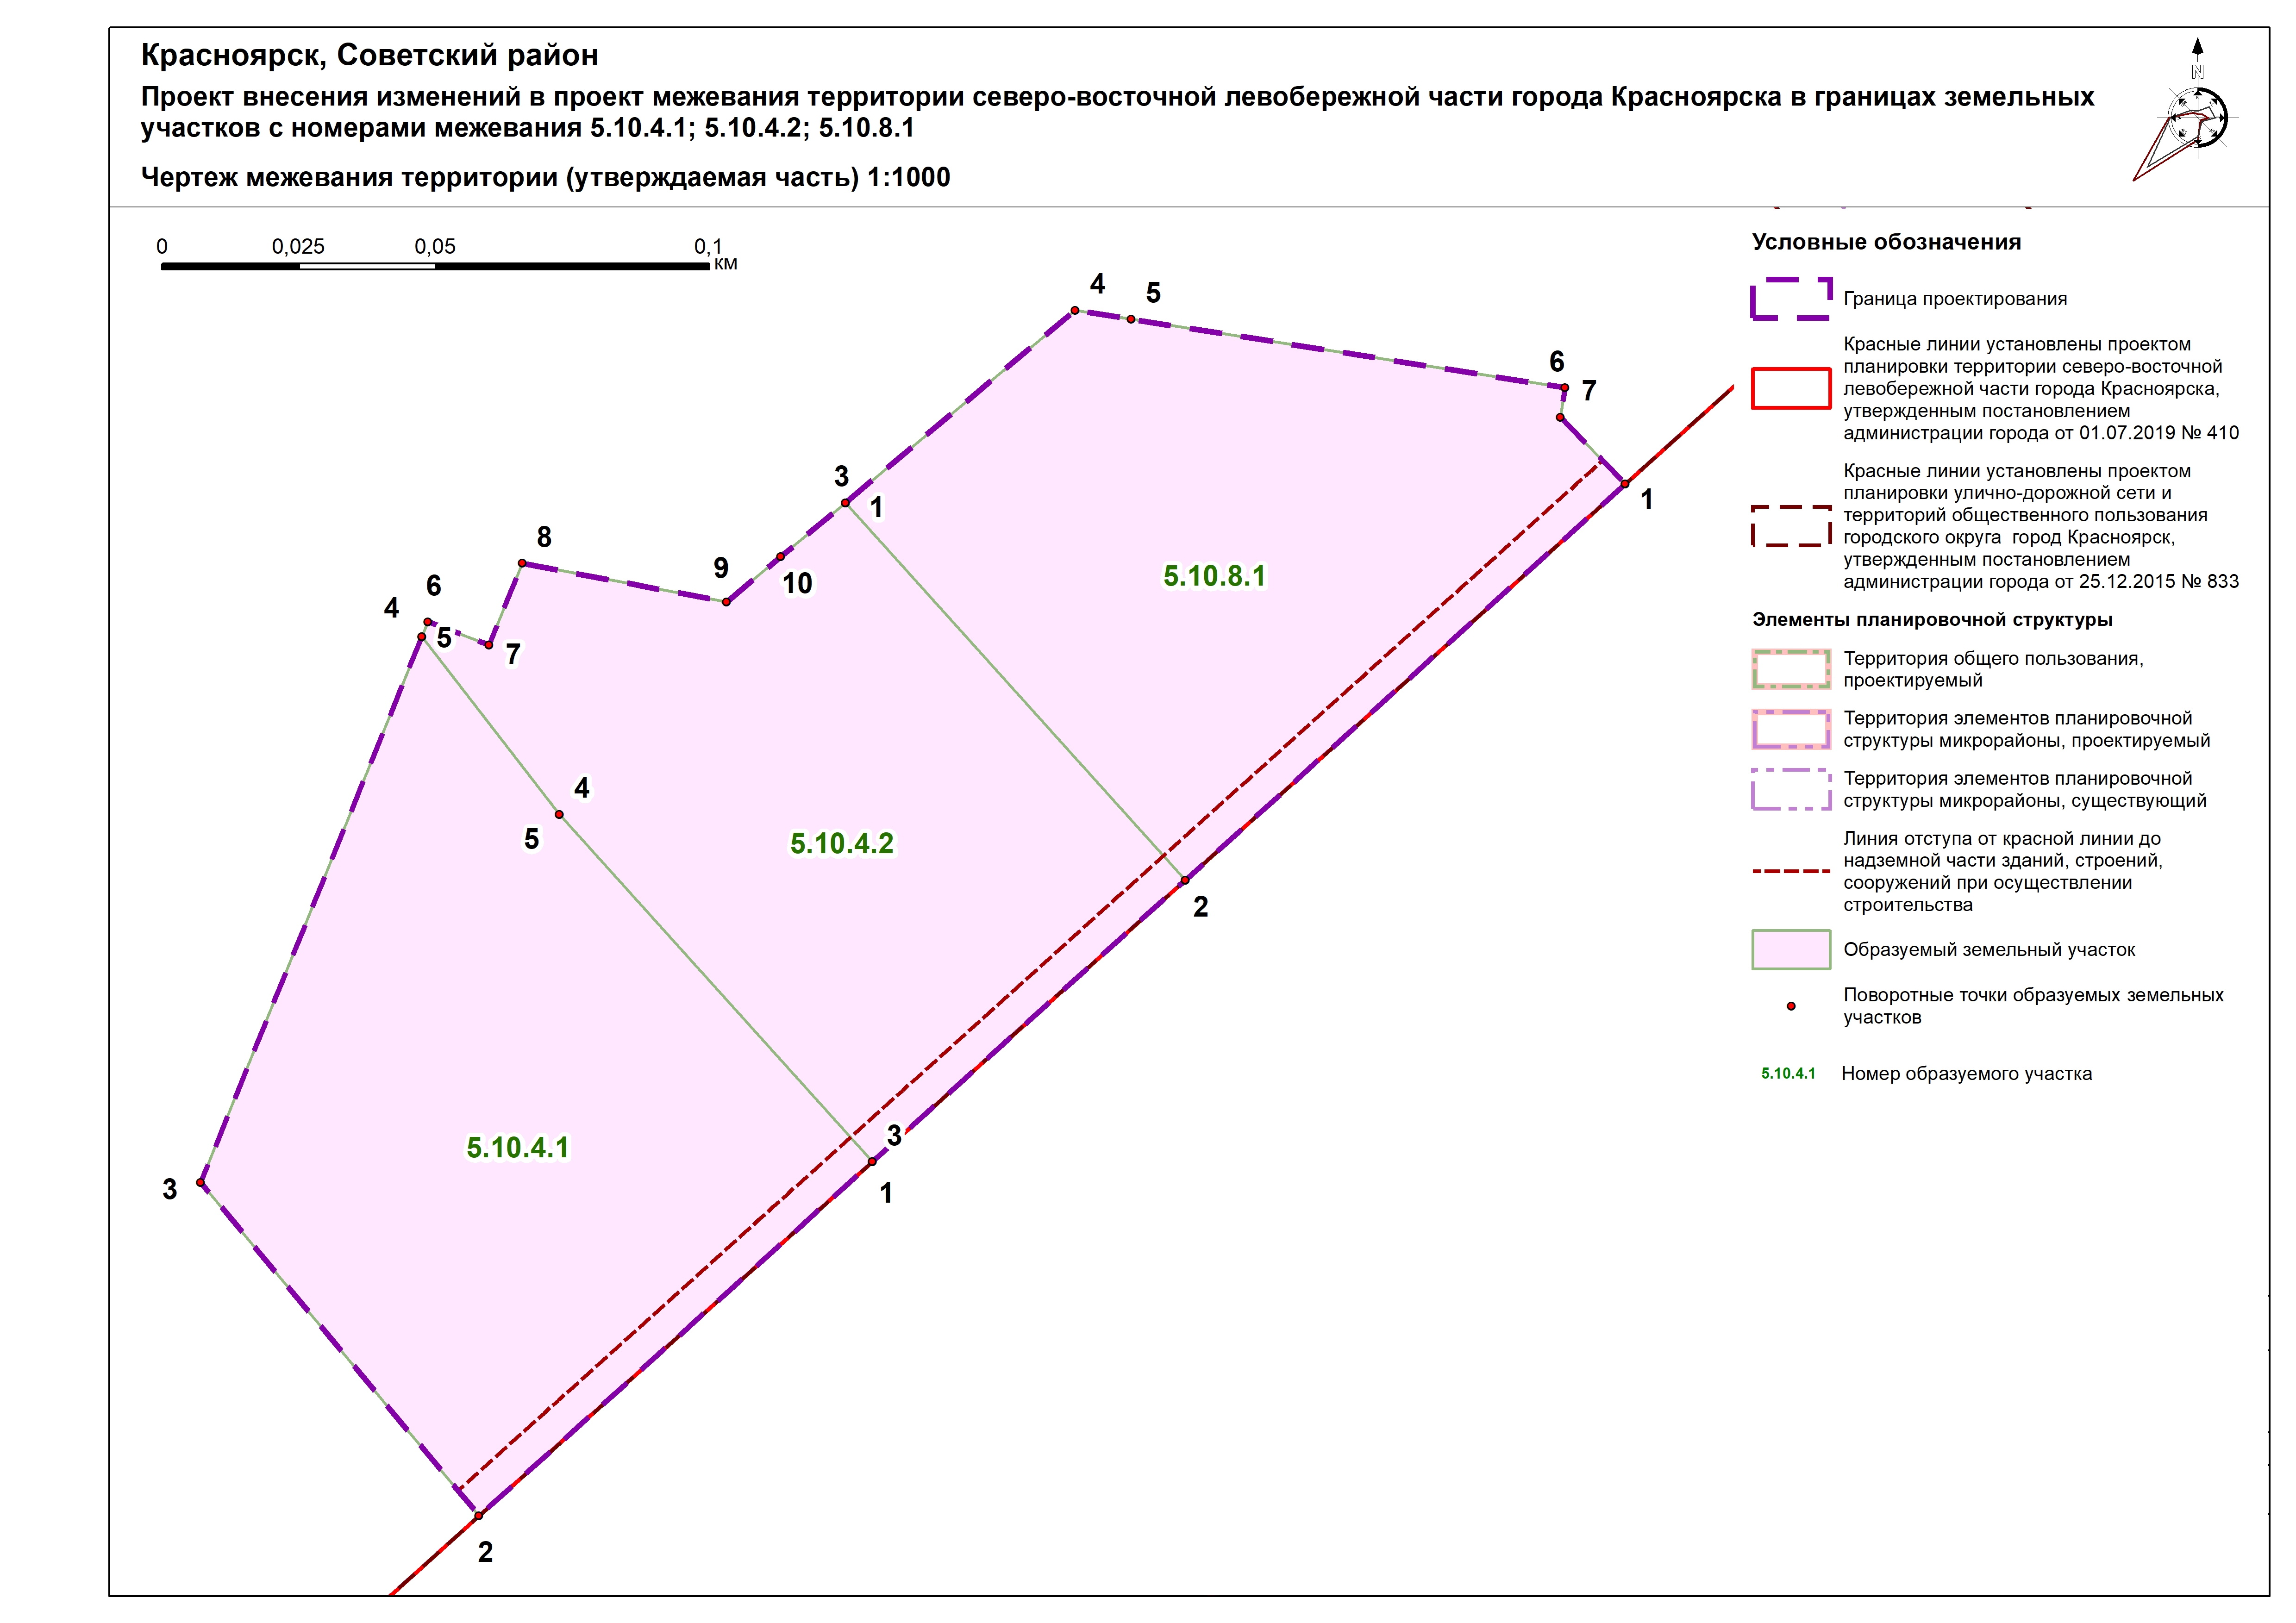 Красноярск, Советский район
Проект внесения изменений в проект межевания территории северо-восточной левобережной части города Красноярска в границах земельных
участков с номерами межевания 5.10.4.1; 5.10.4.2; 5.10.8.1
Чертеж межевания территории (утверждаемая часть) 1:1000
N
0 0,025 0,05 0,1
км
4 5
6
7
3
1
1
8
9
10
6
4
5
7
5.10.8.1
4
5
5.10.4.2
2
3
5.10.4.1
1
3
2
Условные обозначения
Граница проектирования
Красные линии установлены проектом
планировки территории северо-восточной
левобережной части города Красноярска,
утвержденным постановлением
администрации города от 01.07.2019 № 410
Красные линии установлены проектом
планировки улично-дорожной сети и
территорий общественного пользования
городского округа город Красноярск,
утвержденным постановлением
администрации города от 25.12.2015 № 833
Элементы планировочной структуры
Территория общего пользования,
проектируемый
Территория элементов планировочной
структуры микрорайоны, проектируемый
Территория элементов планировочной
структуры микрорайоны, существующий
Линия отступа от красной линии до
надземной части зданий, строений,
сооружений при осуществлении
строительства
Образуемый земельный участок
Поворотные точки образуемых земельных
участков
5.10.4.1 Номер образуемого участка